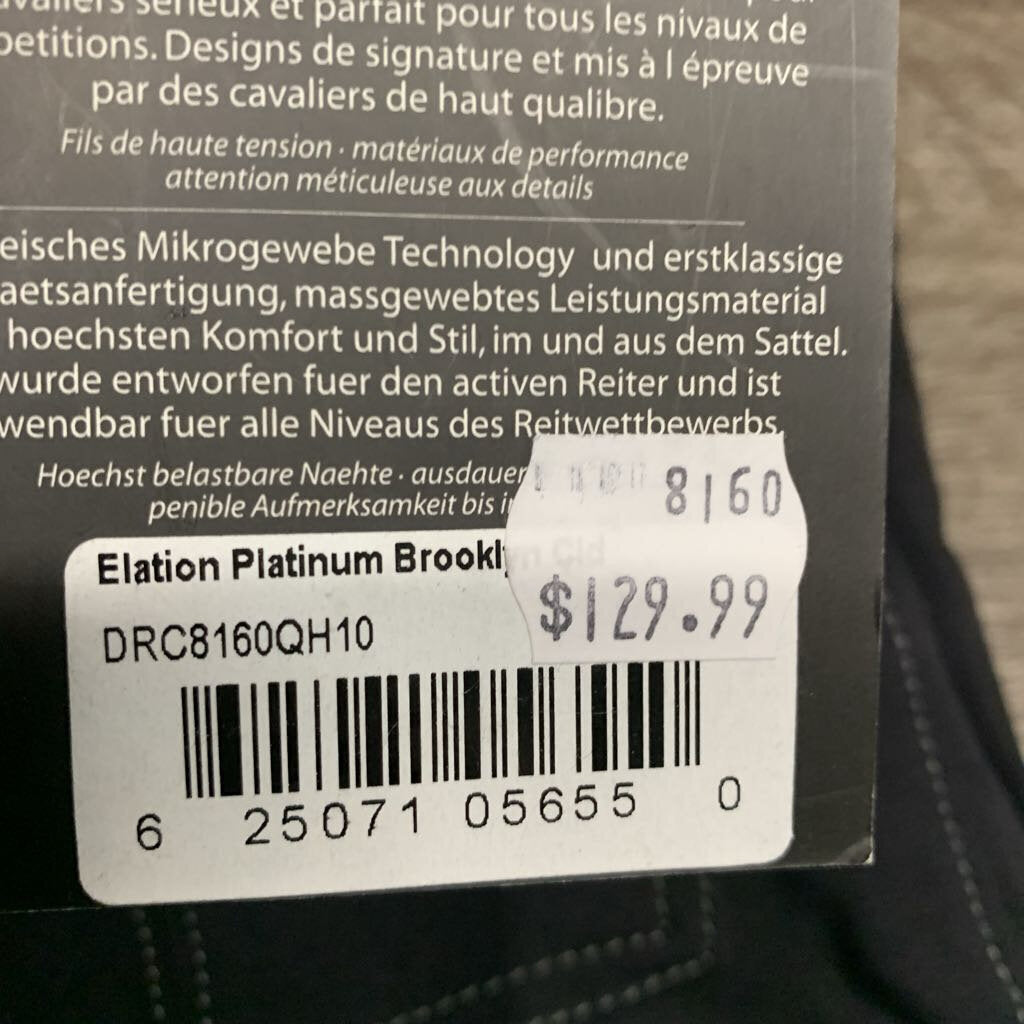 sérieux et parfait pour tous les nivaux de
petitions. Designs de signature et mis à l épreuve
par des cavaliers de haut qualibre.
Fils de haute tension · matériaux de performance
attention méticuleuse aux details
eisches Mikrogewebe Technology und erstklassige
aetsanfertigung, massgewebtes Leistungsmaterial
hoechsten Komfort und Stil, im und aus dem Sattel.
wurde entworfen fuer den activen Reiter und ist
wendbar fuer alle Niveaus des Reitwettbewerbs.
Hoechst belastbare Naehte · ausdauer
penible Aufmerksamkeit bis i
8160
$129.99
Elation Platinum Brookl
DRC8160QH10
6 25071 05655 0